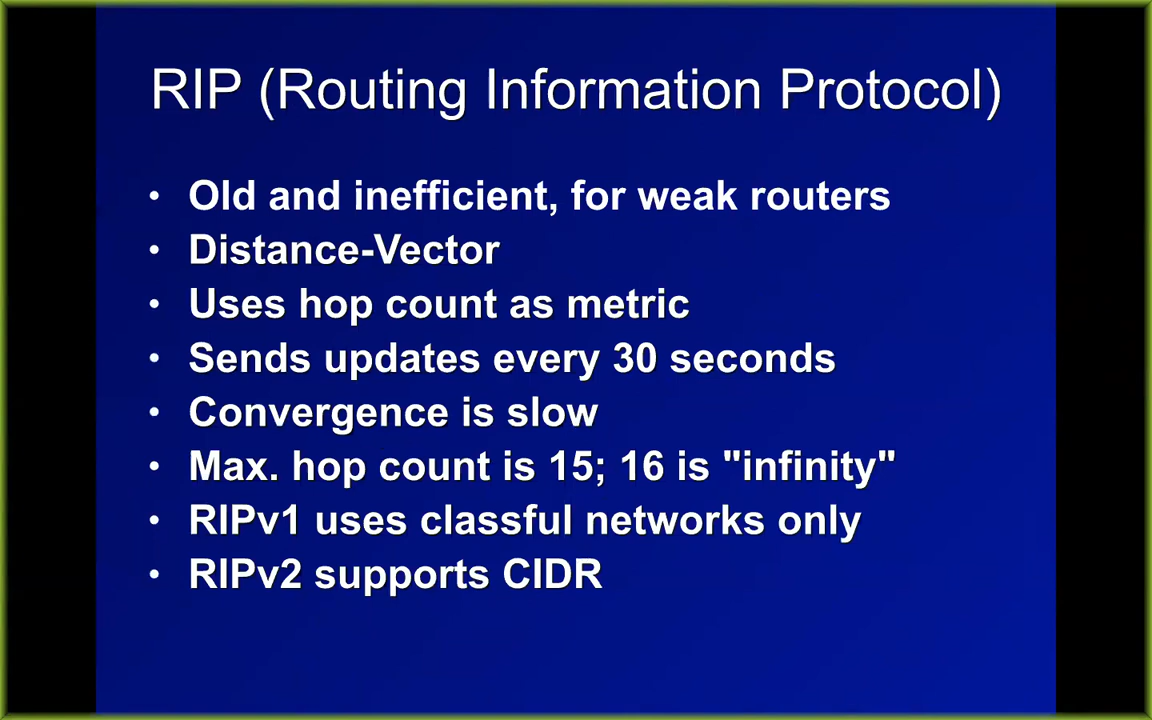 RIP (Routing Information Protocol)
• Old and inefficient, for weak routers
• Distance-Vector
• Uses hop count as metric
• Sends updates every 30 seconds
• Convergence is slow
• Max. hop count is 15; 16 is "infinity"
• RIPv1 uses classful networks only
• RIPv2 supports CIDR